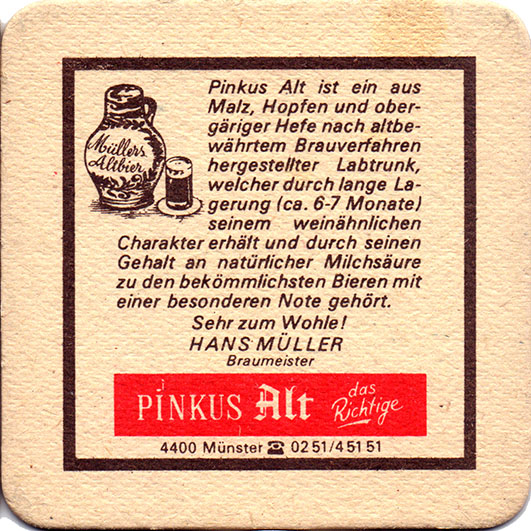 Pinkus Alt ist ein aus
Malz, Hopfen und ober-
gäriger Hefe nach altbe-
währtem Brauverfahren
hergestellter Labtrunk,
welcher durch lange La-
gerung (ca. 6-7 Monate)
seinem weinähnlichen
Charakter erhält und durch seinen
Gehalt an natürlicher Milchsäure
zu den bekömmlichsten Bieren mit
einer besonderen Note gehört.
Müllers
Altbier
Sehr zum Wohle!
HANS MÜLLER
Braumeister
PINKUS Alt das Richtige
4400 Münster ☎ 0251/45151